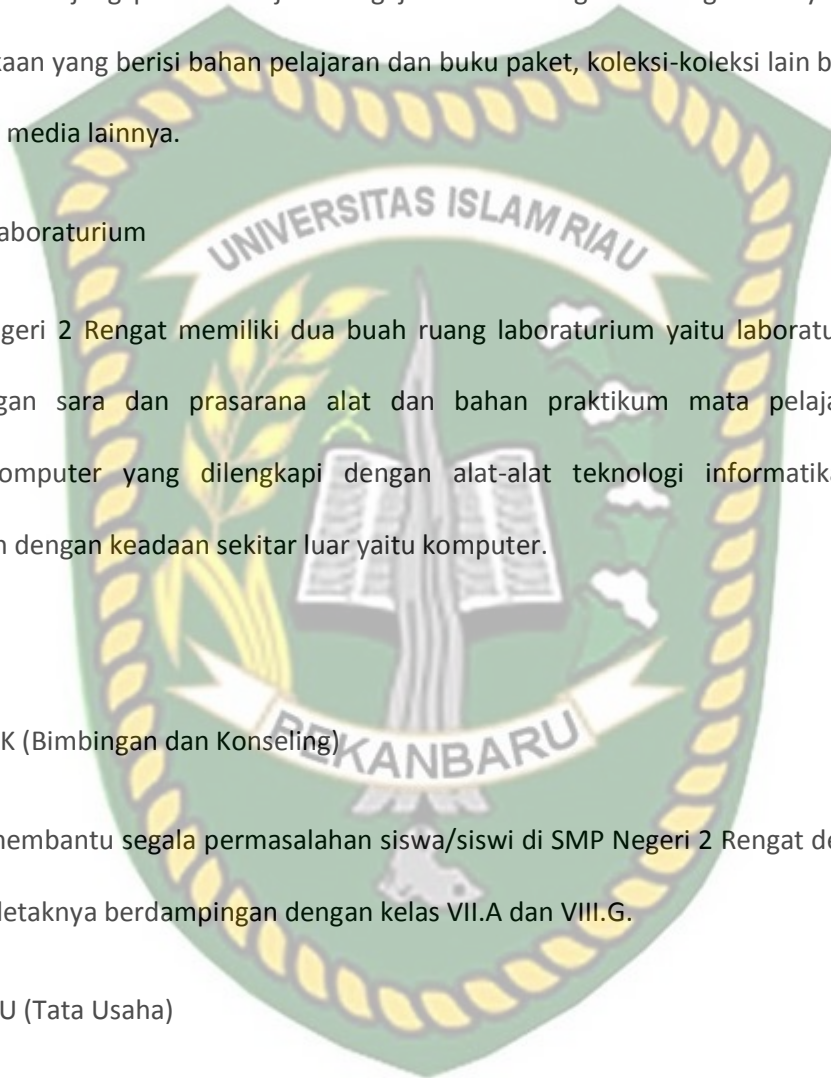 kaan yang berisi bahan pelajaran dan buku paket, koleksi-koleksi lain b
media lainnya.
UNIVERSITAS ISLAM RIAU
aboraturium
geri 2 Rengat memiliki dua buah ruang laboraturium yaitu laboratu
gan sara dan prasarana alat dan bahan praktikum mata pelaja
omputer yang dilengkapi dengan alat-alat teknologi informatika
n dengan keadaan sekitar luar yaitu komputer.
K (Bimbingan dan Konseling)
PEKANBARU
membantu segala permasalahan siswa/siswi di SMP Negeri 2 Rengat de
letaknya berdampingan dengan kelas VII.A dan VIII.G.
U (Tata Usaha)